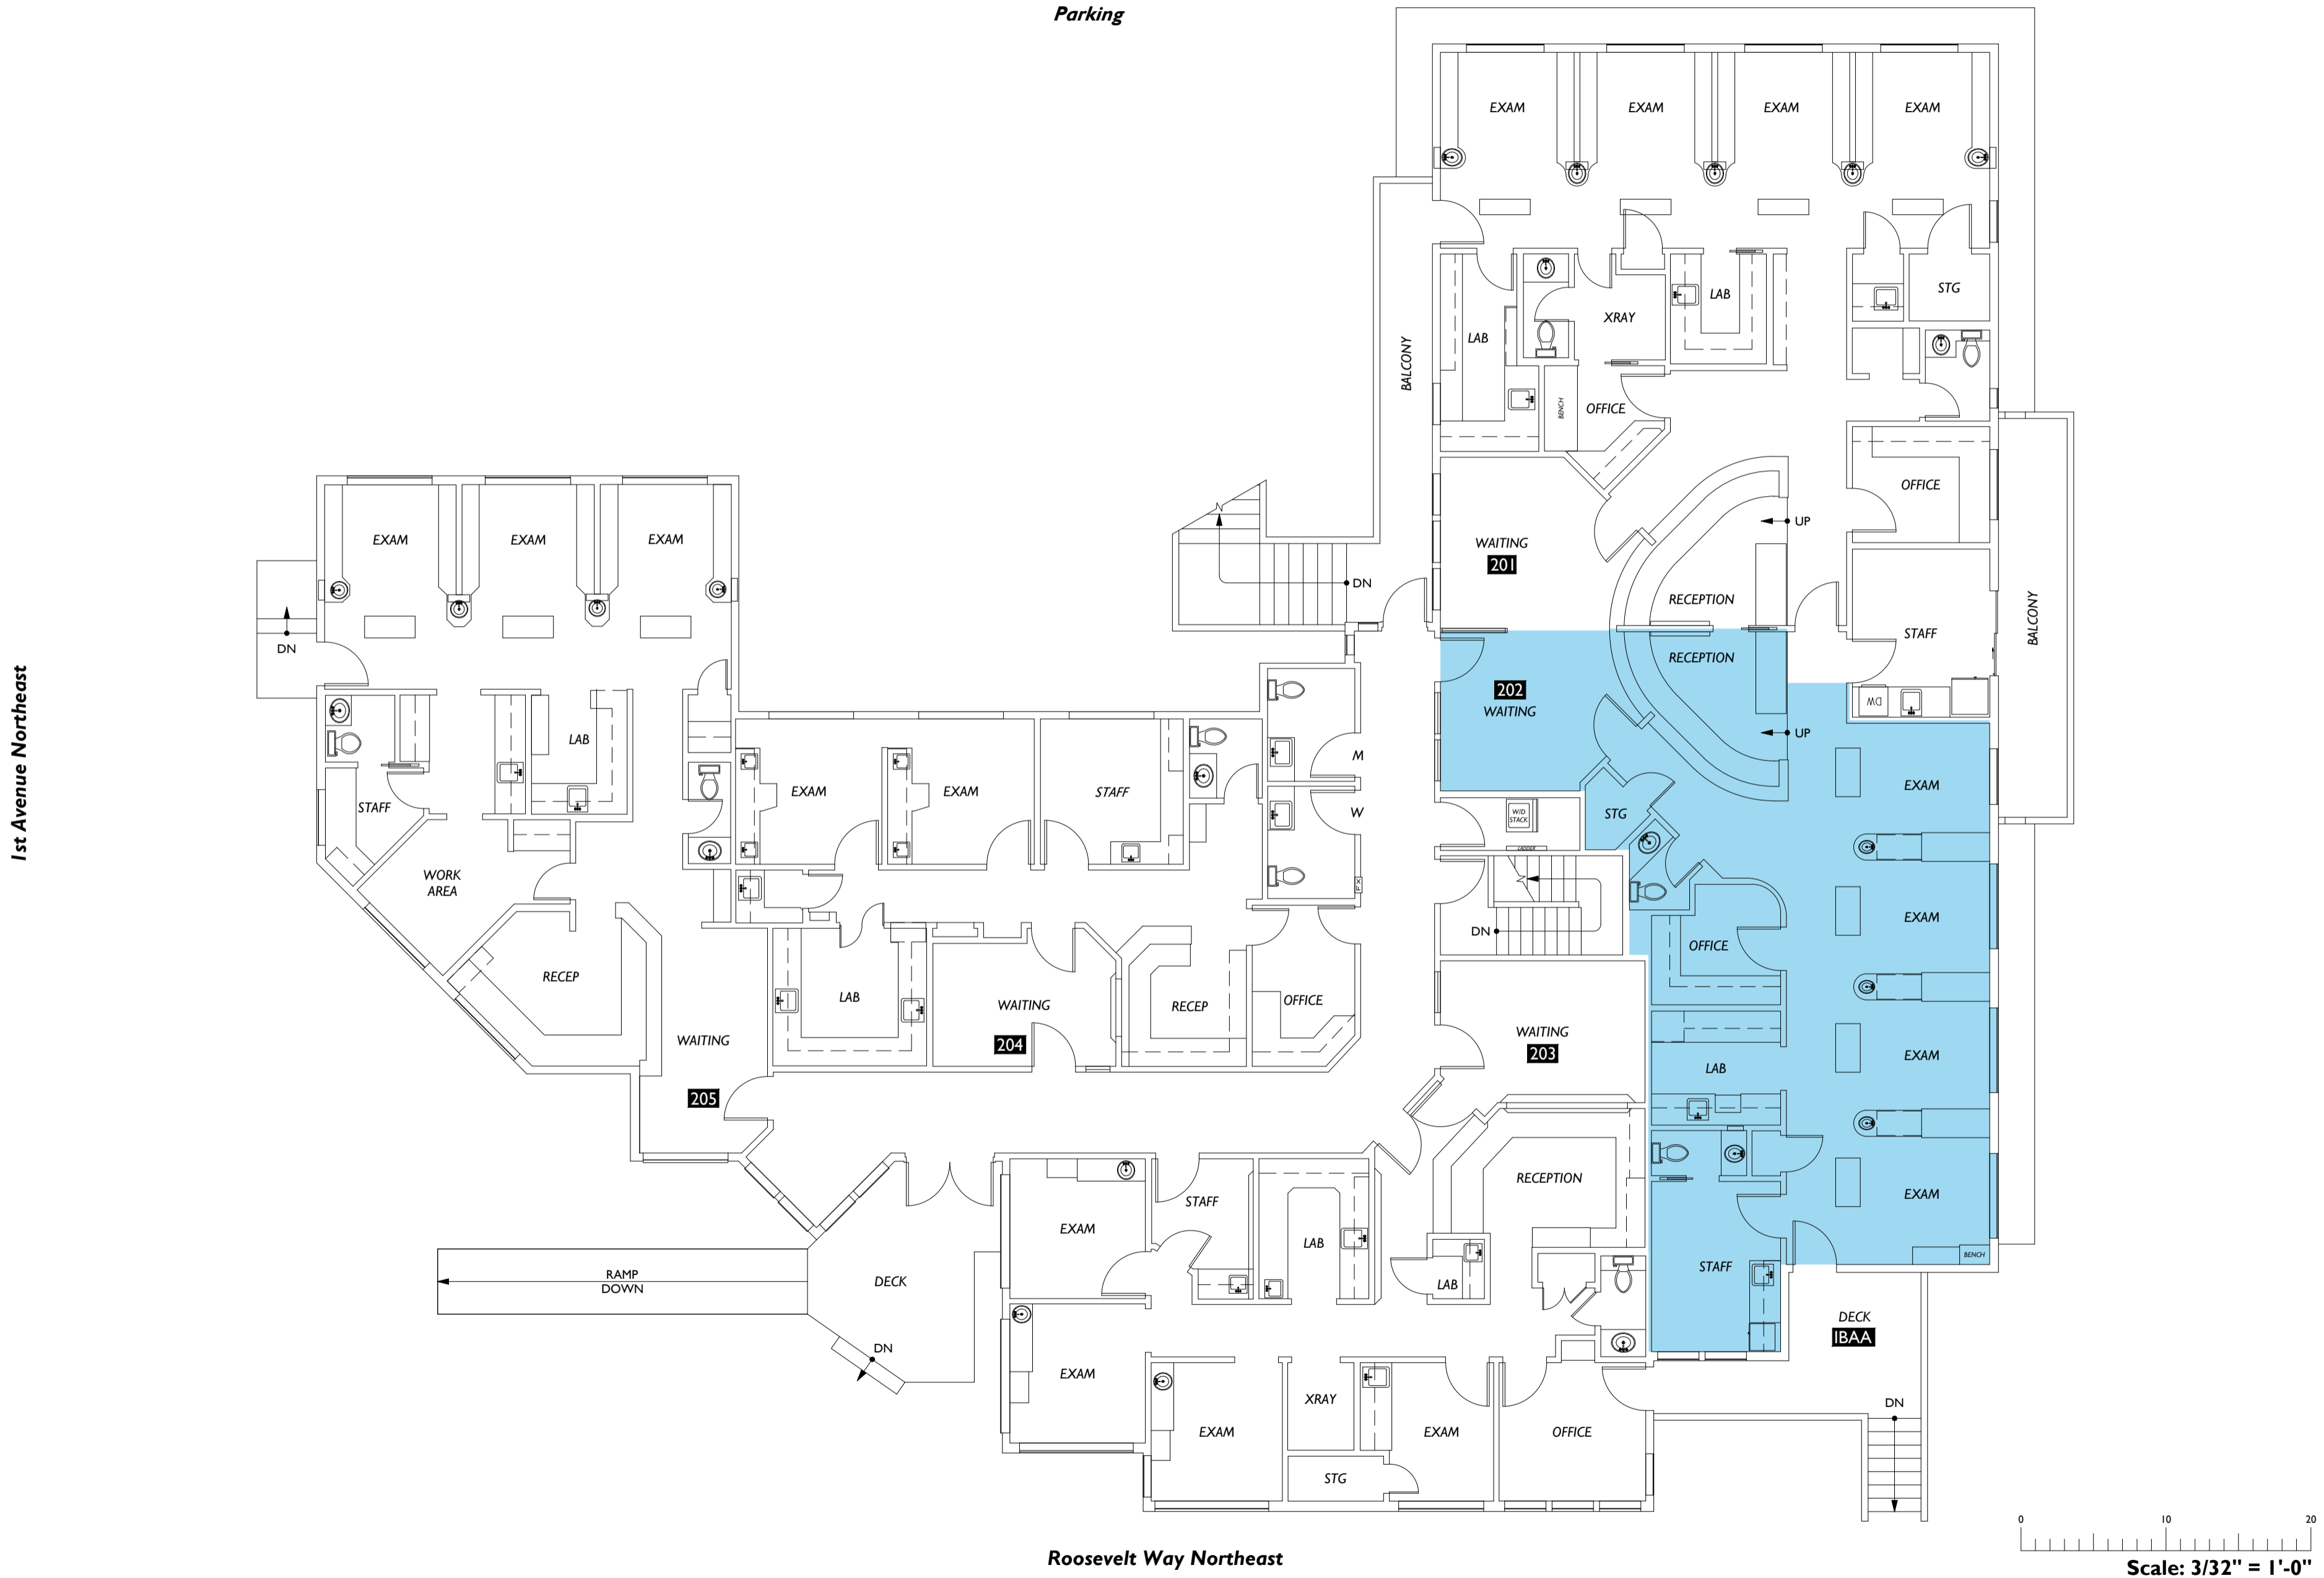 Parking
EXAM
EXAM
EXAM
EXAM
STG
LAB
XRAY
LAB
BALCONY
BENCH
OFFICE
OFFICE
UP
WAITING
201
RECEPTION
STAFF
BALCONY
DW
N
DN
RECEPTION
202
WAITING
UP
EXAM
EXAM
EXAM
DN
1st Avenue Northeast
LAB
STAFF
WORK
AREA
RECEP
WAITING
205
EXAM
EXAM
STAFF
M
W
FX
W/D
STACK
LADDER
N
DN
STG
EXAM
EXAM
OFFICE
LAB
WAITING
204
RECEP
OFFICE
WAITING
203
LAB
EXAM
EXAM
BENCH
STAFF
RECEPTION
EXAM
STAFF
LAB
LAB
RAMP
DOWN
DECK
DN
DECK
IBAA
DN
EXAM
EXAM
XRAY
EXAM
OFFICE
STG
Roosevelt Way Northeast
0 10 20
Scale: 3/32" = 1'-0"